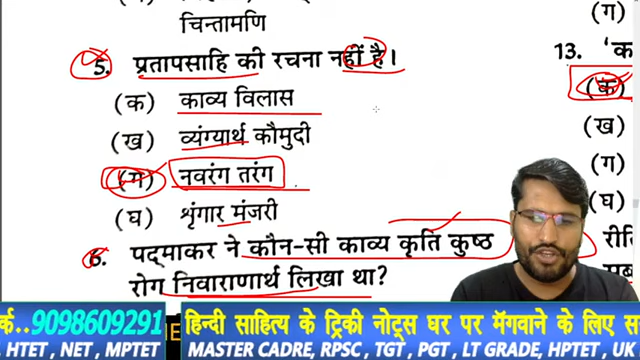 चिन्तामणि
5. प्रतापसाहि की रचना नहीं है।
(क) काव्य विलास
(ख) व्यंग्यार्थ कौमुदी
(ग) नवरंग तरंग
(घ) शृंगार मंजरी
6. पद्माकर ने कौन-सी काव्य कृति कुष्ठ
रोग निवाराणार्थ लिखा था?
(ग)
13. 'क
(क)
(ख)
(ग)
(घ)
रीति
र्क..9098609291
हिन्दी साहित्य के ट्रिकी नोट्स घर पर मॅगवाने के लिए
HTET , NET , MPTET
MASTER CADRE, RPSC , TGT , PGT , LT GRADE, HPTET , UK